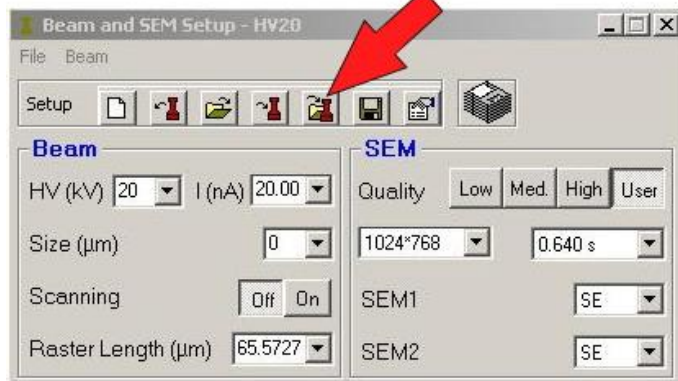 Beam and SEM Setup - HV20
File Beam
Setup
Beam
HV (kV) 20 I (nA) 20.00
Size (µm) 0
Scanning Off On
Raster Length (µm) 65.5727
SEM
Quality Low Med. High User
1024*768 0.640 s
SEM1 SE
SEM2 SE